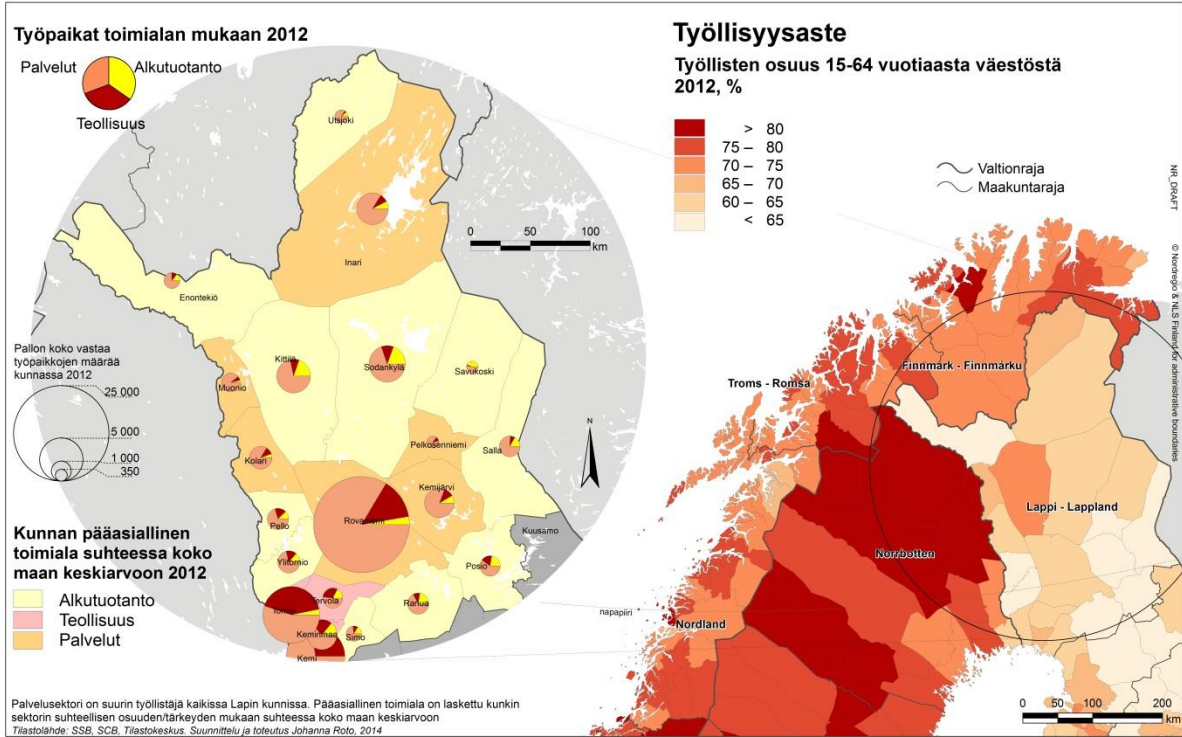 Työpaikat toimialan mukaan 2012
Palvelut
Alkutuotanto
Teollisuus
Utsjoki
Inari
Enontekiö
0 50 100
km
Pallon koko vastaa
työpaikkojen määrää
kunnassa 2012
25 000
5 000
1 000
350
Kittilä
Sodankylä
Savukoski
Muonio
Pelkosenniemi
Salla
Kolari
Kemijärvi
N
Rovaniemi
Pello
Kuusamo
Ylitornio
Posio
Tervola
Ranua
Tornio
Keminmaa
Simo
Kemi
Kunnan pääasiallinen
toimiala suhteessa koko
maan keskiarvoon 2012
Alkutuotanto
Teollisuus
Palvelut
Palvelusektori on suurin työllistäjä kaikissa Lapin kunnissa. Pääasiallinen toimiala on laskettu kunkin
sektorin suhteellisen osuuden/tärkeyden mukaan suhteessa koko maan keskiarvoon
Tilastolähde: SSB, SCB, Tilastokeskus. Suunnittelu ja toteutus Johanna Roto, 2014
Työllisyysaste
Työllisten osuus 15-64 vuotiaasta väestöstä
2012, %
> 80
75 – 80
70 – 75
65 – 70
60 – 65
< 65
Valtionraja
Maakuntaraja
NR_DRAFT
© Nordregio & NLS Finland for administrative boundaries
Finnmark - Finnmárku
Troms - Romsa
Lappi - Lappland
Norrbotten
napapiiri
Nordland
0 50 100 200
km